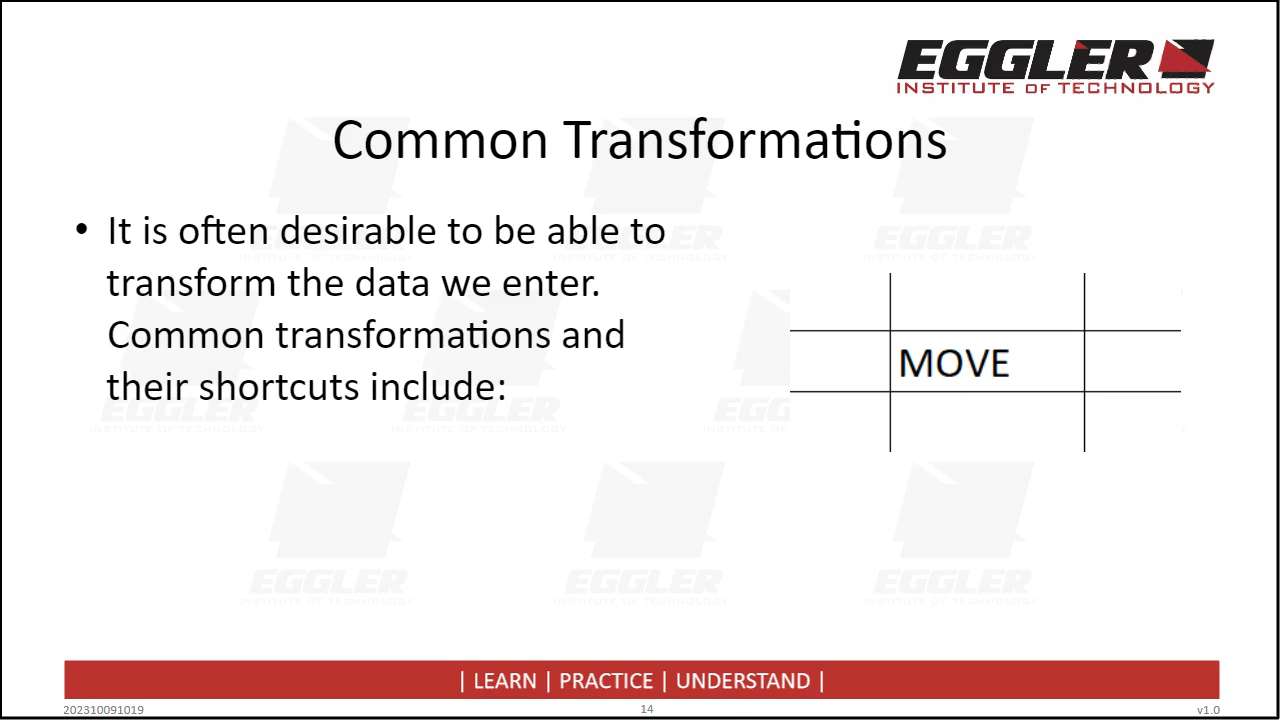 EGGLER
INSTITUTE OF TECHNOLOGY
Common Transformations
• It is often desirable to be able to
transform the data we enter.
Common transformations and
their shortcuts include:
MOVE
| LEARN | PRACTICE | UNDERSTAND |
202310091019 14 v1.0